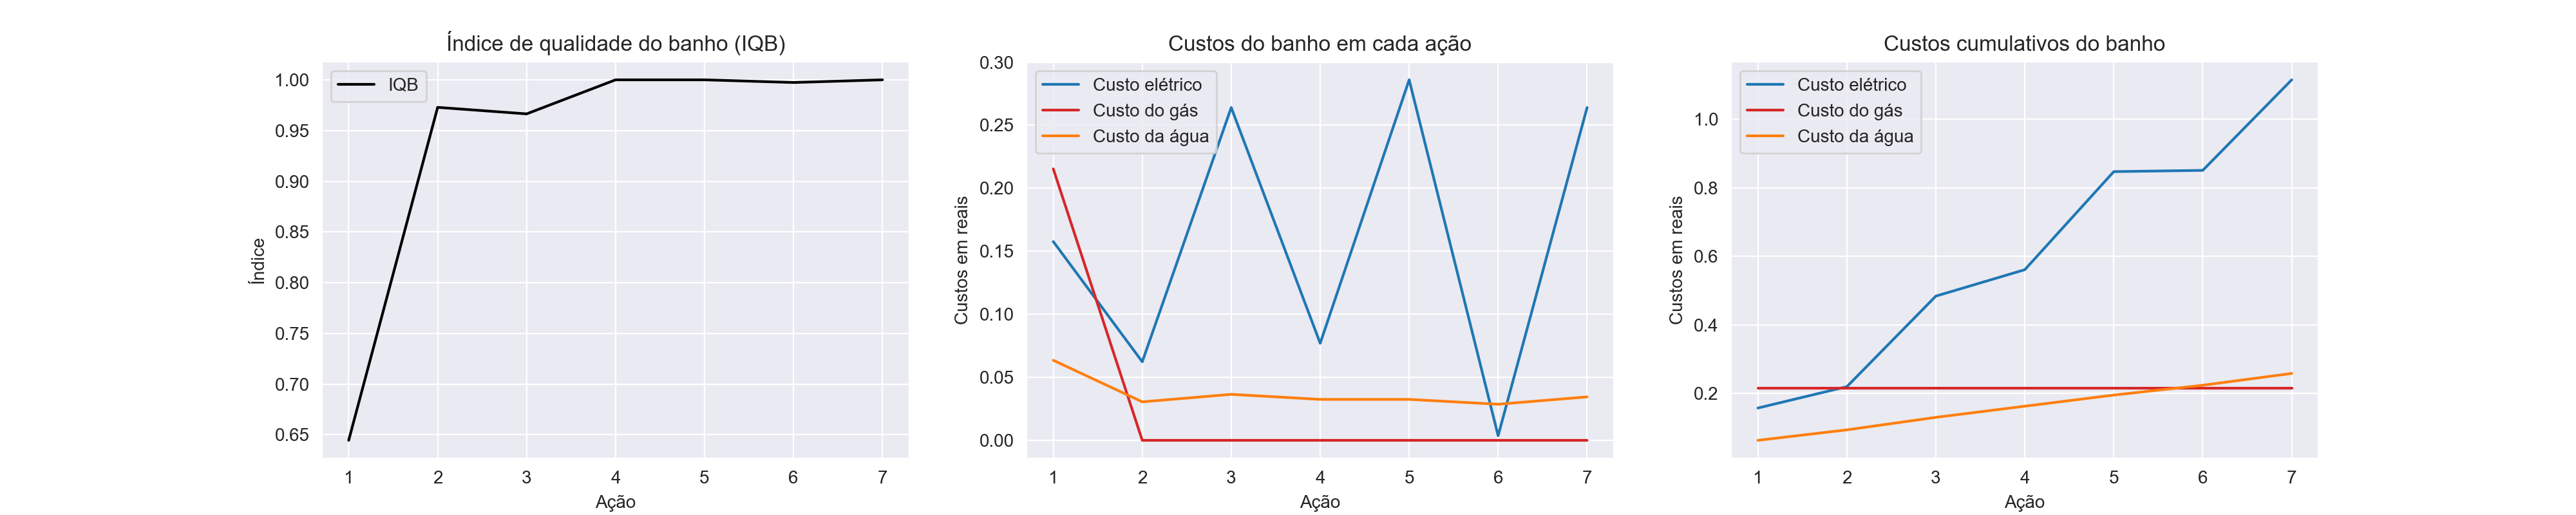 Índice de qualidade do banho (IQB)
IQB
1.00
0.95
0.90
0.85
0.80
0.75
0.70
0.65
Índice
1 2 3 4 5 6 7
Ação
Custos do banho em cada ação
Custo elétrico
Custo do gás
Custo da água
0.30
0.25
0.20
0.15
0.10
0.05
0.00
Custos em reais
1 2 3 4 5 6 7
Ação
Custos cumulativos do banho
Custo elétrico
Custo do gás
Custo da água
1.0
0.8
0.6
0.4
0.2
Custos em reais
1 2 3 4 5 6 7
Ação